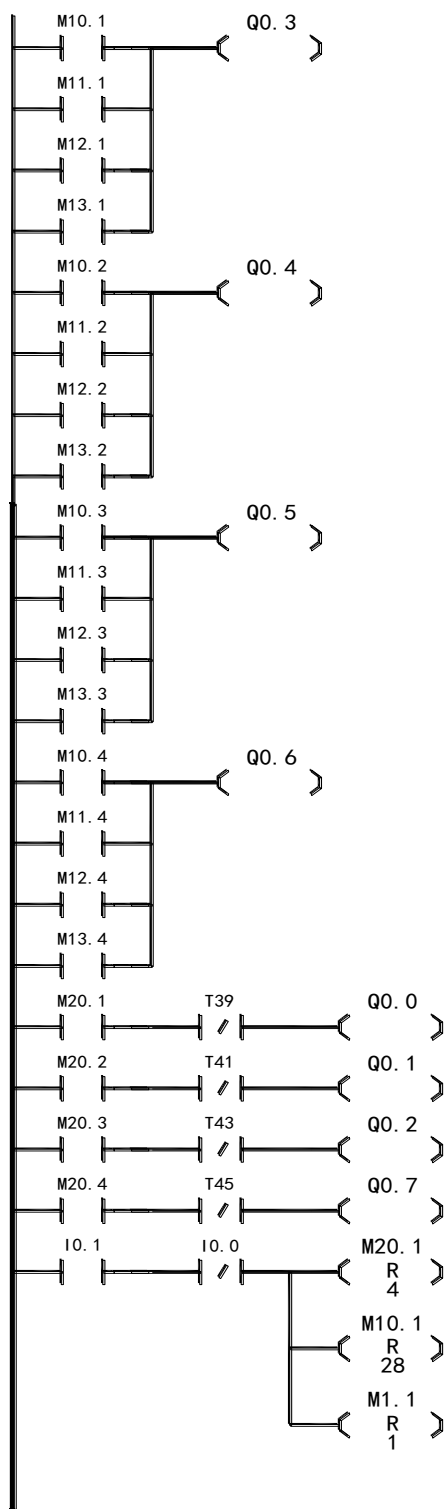 M10.1 Q0.3
M11.1
M12.1
M13.1
M10.2 Q0.4
M11.2
M12.2
M13.2
M10.3 Q0.5
M11.3
M12.3
M13.3
M10.4 Q0.6
M11.4
M12.4
M13.4
M20.1 T39 Q0.0
M20.2 T41 Q0.1
M20.3 T43 Q0.2
M20.4 T45 Q0.7
I0.1 I0.0 M20.1
R
4
M10.1
R
28
M1.1
R
1